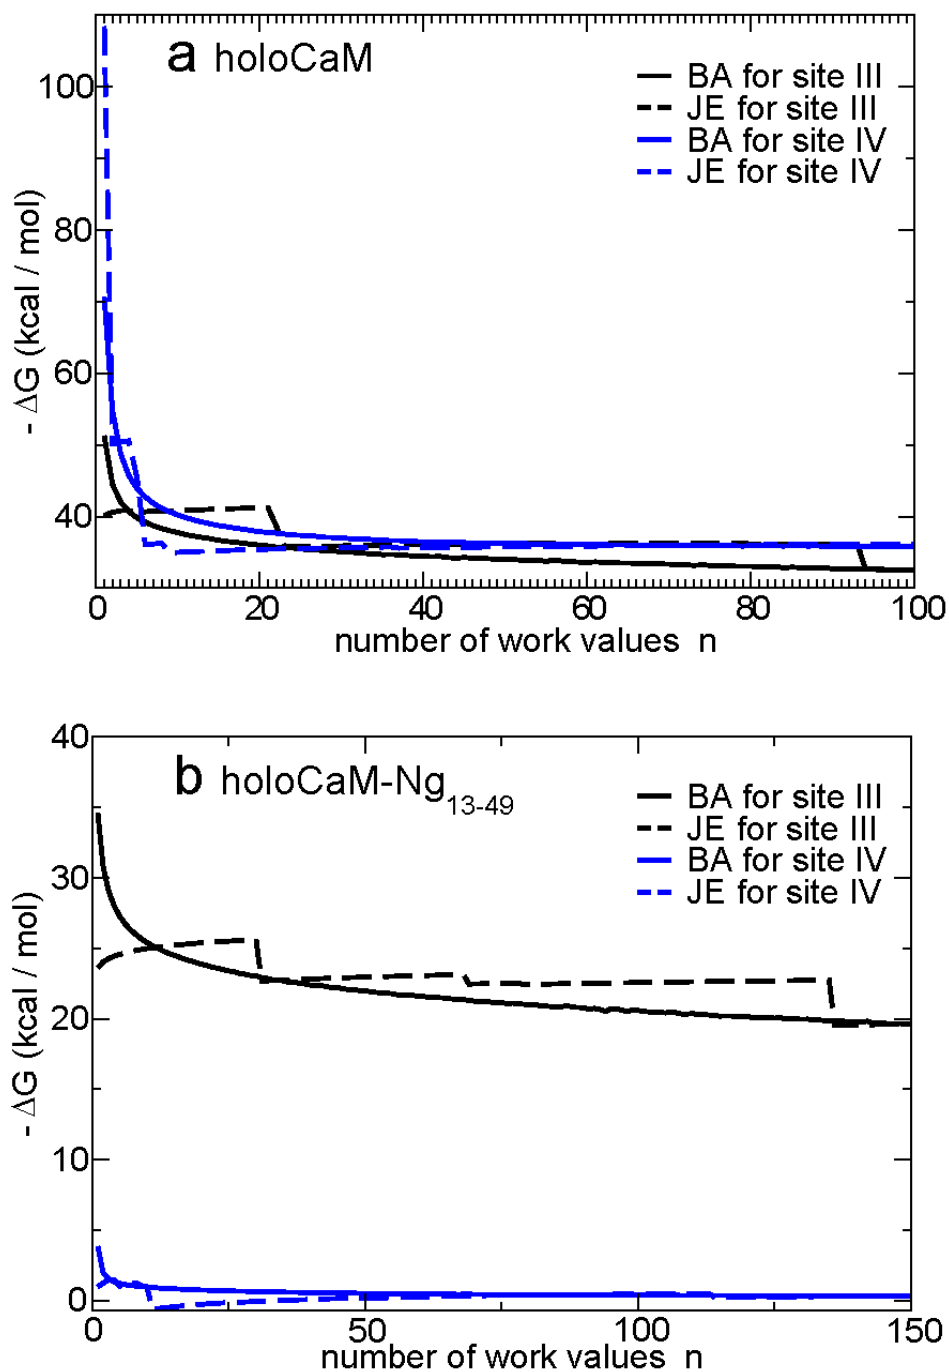 a holoCaM
BA for site III
JE for site III
BA for site IV
JE for site IV
100
80
60
40
- ΔG (kcal / mol)
0 20 40 60 80 100
number of work values n
b holoCaM-Ng13-49
BA for site III
JE for site III
BA for site IV
JE for site IV
40
30
20
10
0
- ΔG (kcal / mol)
0 50 100 150
number of work values n